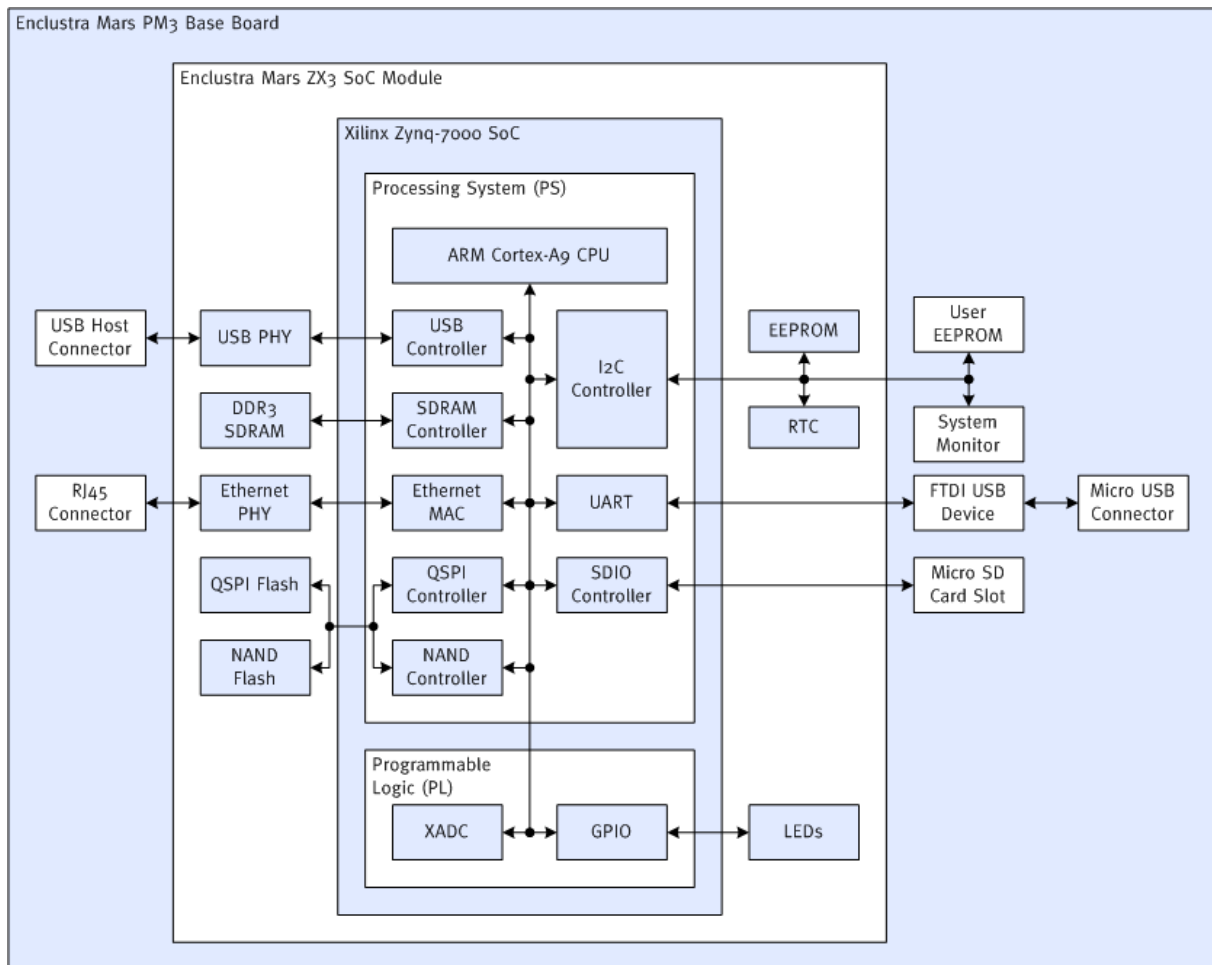 Enclustra Mars PM3 Base Board
Enclustra Mars ZX3 SoC Module
Xilinx Zynq-7000 SoC
Processing System (PS)
ARM Cortex-A9 CPU
USB Host
Connector
USB PHY
USB
Controller
I2C
Controller
EEPROM
User
EEPROM
DDR3
SDRAM
SDRAM
Controller
RTC
System
Monitor
RJ45
Connector
Ethernet
PHY
Ethernet
MAC
UART
FTDI USB
Device
Micro USB
Connector
QSPI Flash
QSPI
Controller
SDIO
Controller
Micro SD
Card Slot
NAND
Flash
NAND
Controller
Programmable
Logic (PL)
XADC
GPIO
LEDs